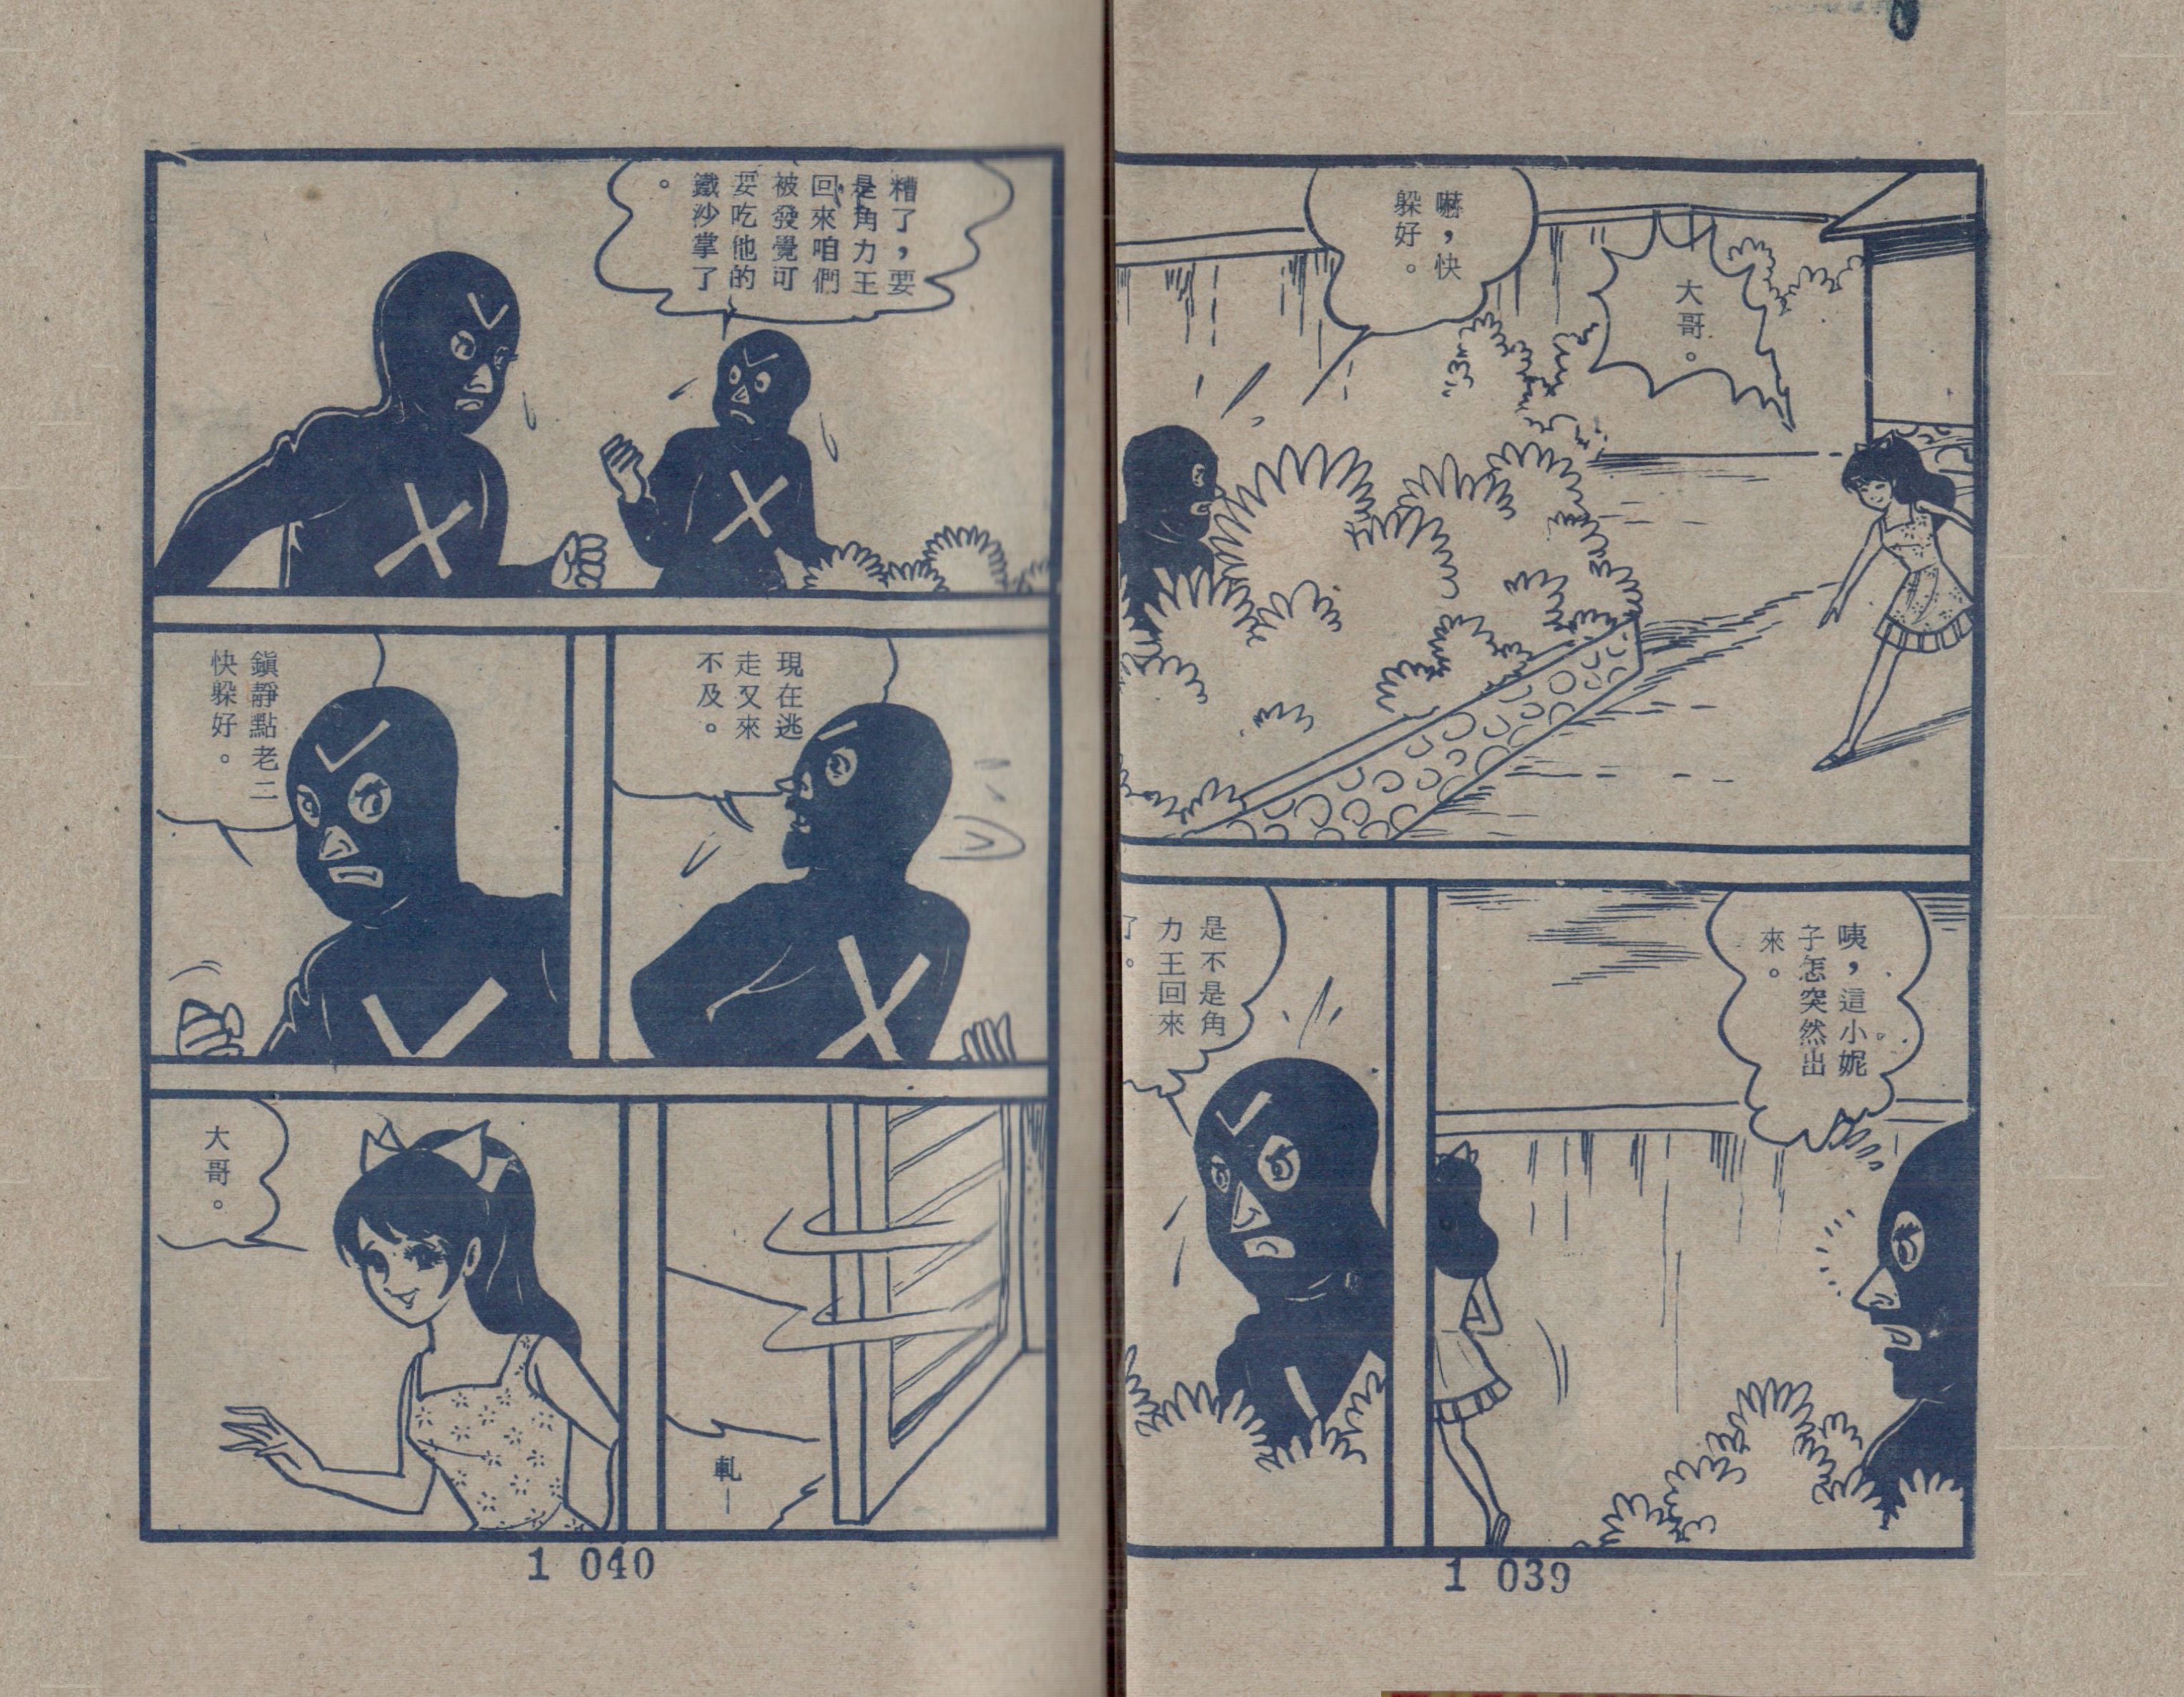 大哥。
嚇，快
躲好。
咦，這小妮
子怎突然出
來。
是不是角
力王回來
了。
1 039
糟了，要
是角力王
回來咱們
被發覺可
要吃他的
鐵沙掌了
。
現在逃
走又來
不及。
鎮靜點老二
快躲好。
軋—
大哥。
1 040